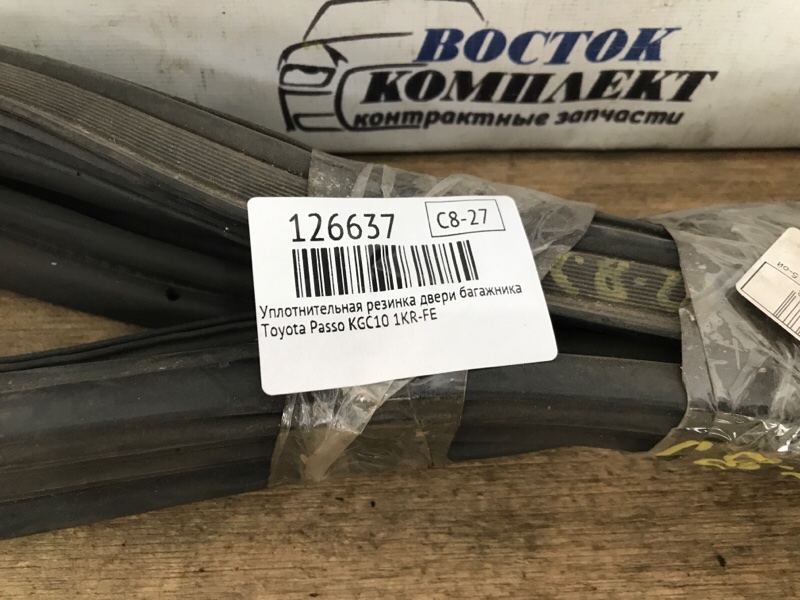 ВОСТОК
КОМПЛЕКТ
контрактные запчасти
126637
C8-27
Уплотнительная резинка двери багажника
Toyota Passo KGC10 1KR-FE